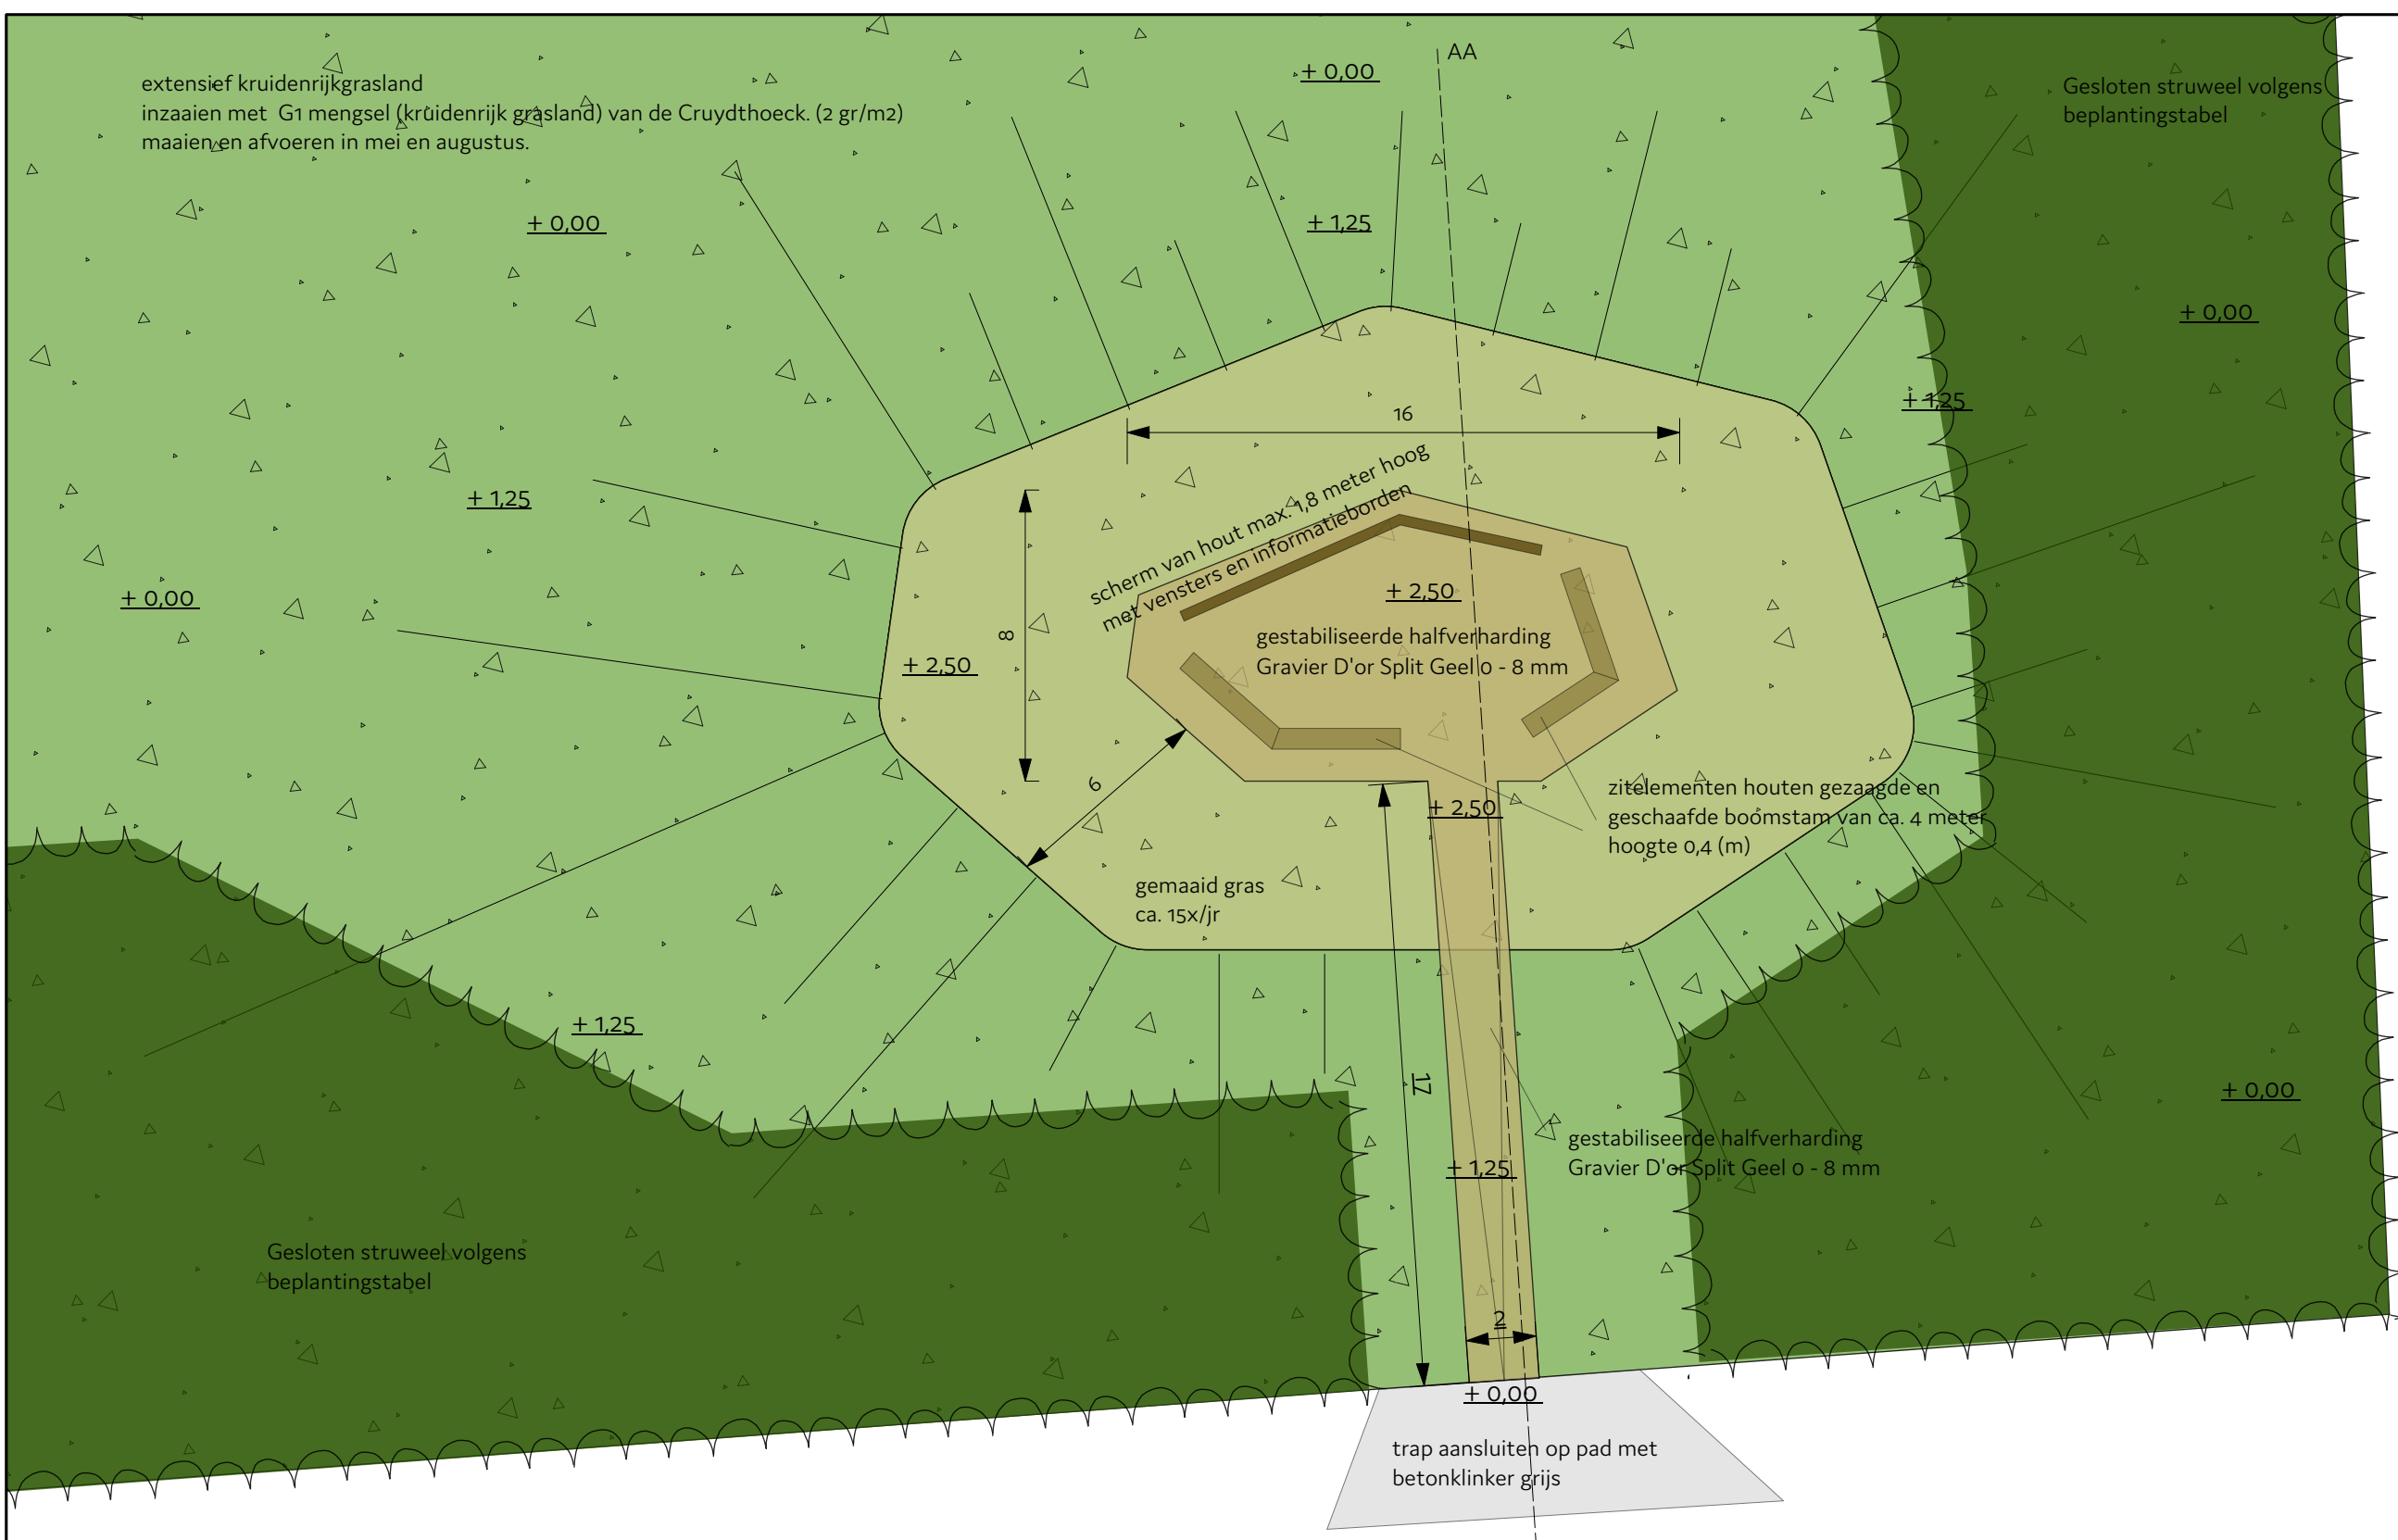 AA
+ 0,00
extensief kruidenrijkgrasland
inzaaien met  G1 mengsel (kruidenrijk grasland) van de Cruydthoeck. (2 gr/m2)
maaien en afvoeren in mei en augustus.
Gesloten struweel volgens
beplantingstabel
+ 0,00
+ 1,25
+ 0,00
+ 1,25
16
+ 1,25
scherm van hout max. 1,8 meter hoog
met vensters en informatieborden
+ 0,00
+ 2,50
8
gestabiliseerde halfverharding
Gravier D'or Split Geel 0 - 8 mm
+ 2,50
6
zitelementen houten gezaagde en
geschaafde boomstam van ca. 4 meter
hoogte 0,4 (m)
+ 2,50
gemaaid gras
ca. 15x/jr
+ 1,25
17
+ 0,00
gestabiliseerde halfverharding
Gravier D'or Split Geel 0 - 8 mm
+ 1,25
Gesloten struweel volgens
beplantingstabel
2
+ 0,00
trap aansluiten op pad met
betonklinker grijs